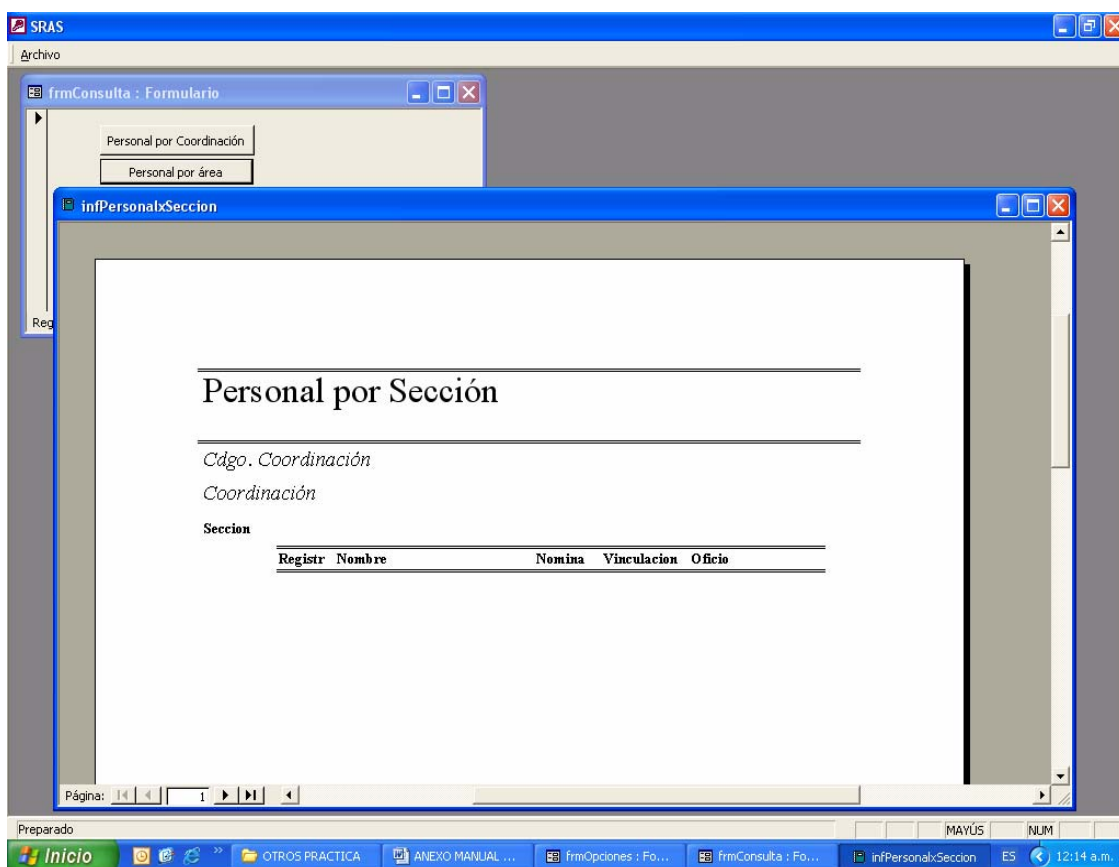 SRAS
Archivo
frmConsulta : Formulario
Personal por Coordinación
Personal por área
infPersonalxSeccion
Reg
Personal por Sección
Cdgo. Coordinación
Coordinación
Seccion
Registr Nombre Nomina Vinculacion Oficio
Página: 1
Preparado MAYÚS NUM
Inicio » OTROS PRACTICA ANEXO MANUAL ... frmOpciones : Fo... frmConsulta : Fo... infPersonalxSeccion ES 12:14 a.m.